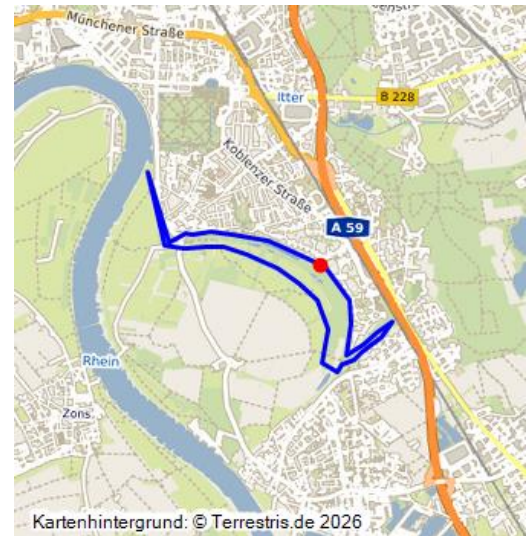 Münchener Straße
Itter
B 228
Koblenzer Straße
A 59
Rhein
Zons
Kartenhintergrund: © Terrestris.de 2026